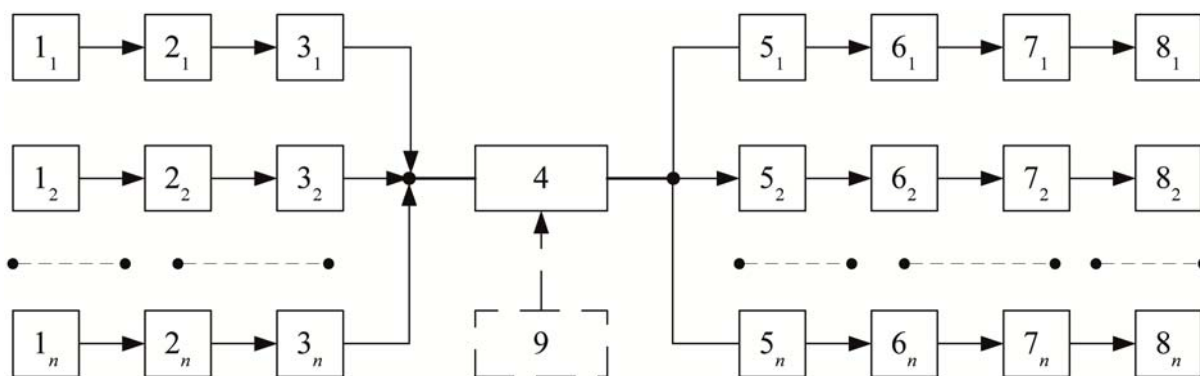 1₁ 2₁ 3₁ 5₁ 6₁ 7₁ 8₁
1₂ 2₂ 3₂ 4 5₂ 6₂ 7₂ 8₂
1ₙ 2ₙ 3ₙ 9 5ₙ 6ₙ 7ₙ 8ₙ